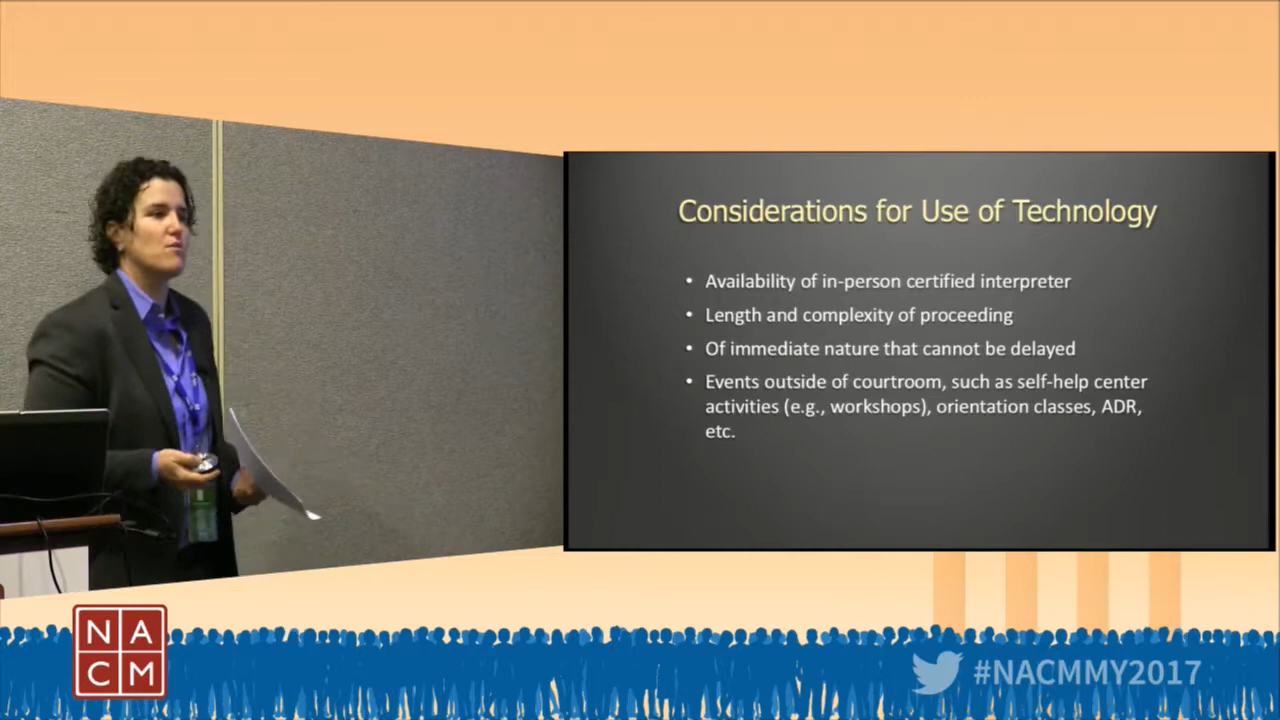 Considerations for Use of Technology
• Availability of in-person certified interpreter
• Length and complexity of proceeding
• Of immediate nature that cannot be delayed
• Events outside of courtroom, such as self-help center
activities (e.g., workshops), orientation classes, ADR,
etc.
N A
C M
#NACMMY2017